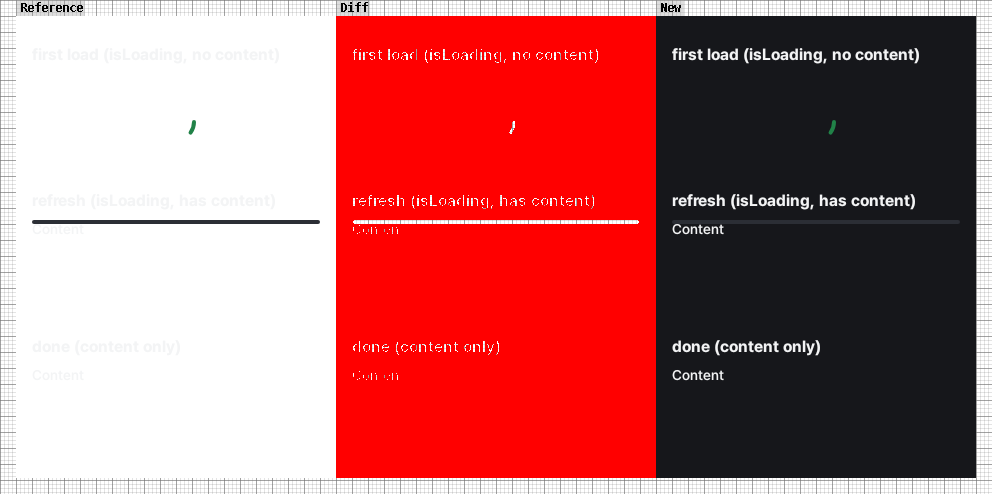 Reference
Diff
New
first load (isLoading, no content)
first load (isLoading, no content)
first load (isLoading, no content)
refresh (isLoading, has content)
refresh (isLoading, has content)
refresh (isLoading, has content)
Content
Content
done (content only)
done (content only)
done (content only)
Content
Content